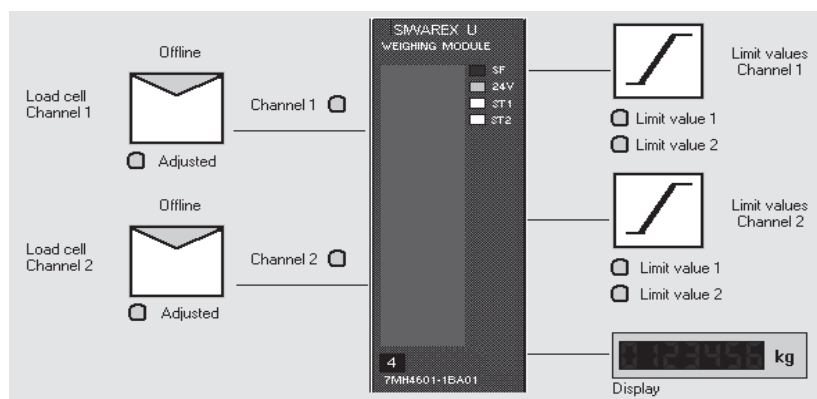 Offline
Load cell
Channel 1
Channel 1
Adjusted
Offline
Load cell
Channel 2
Channel 2
Adjusted
SIWAREX U
WEIGHING MODULE
SF
24V
ST1
ST2
4
7MH4601-1BA01
Limit values
Channel 1
Limit value 1
Limit value 2
Limit values
Channel 2
Limit value 1
Limit value 2
0123456 kg
Display